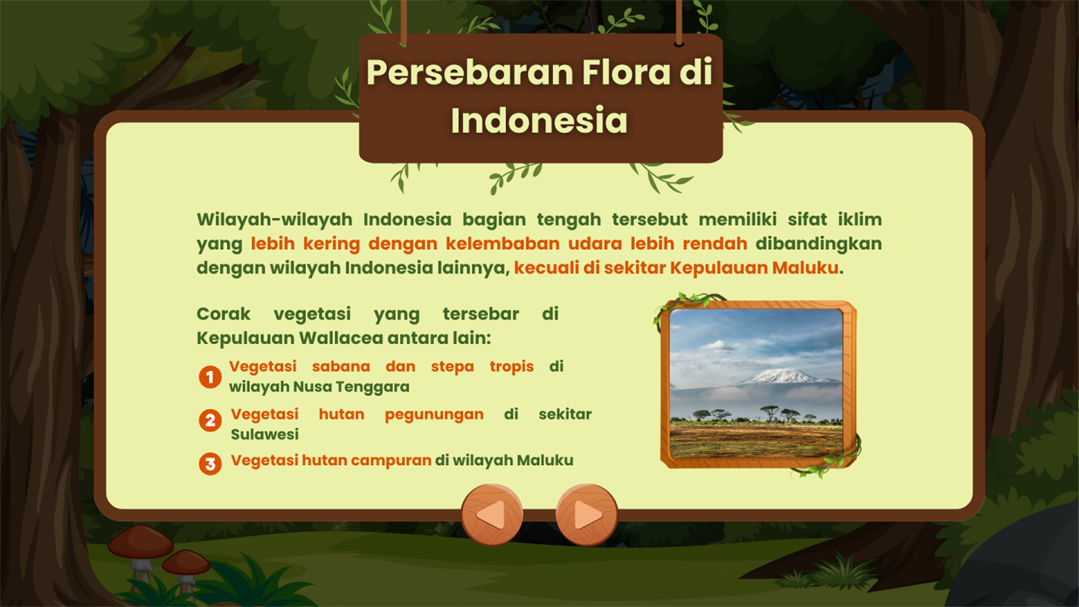 Persebaran Flora di
Indonesia
Wilayah-wilayah Indonesia bagian tengah tersebut memiliki sifat iklim
yang lebih kering dengan kelembaban udara lebih rendah dibandingkan
dengan wilayah Indonesia lainnya, kecuali di sekitar Kepulauan Maluku.
Corak vegetasi yang tersebar di
Kepulauan Wallacea antara lain:
1 Vegetasi sabana dan stepa tropis di
wilayah Nusa Tenggara
2 Vegetasi hutan pegunungan di sekitar
Sulawesi
3 Vegetasi hutan campuran di wilayah Maluku